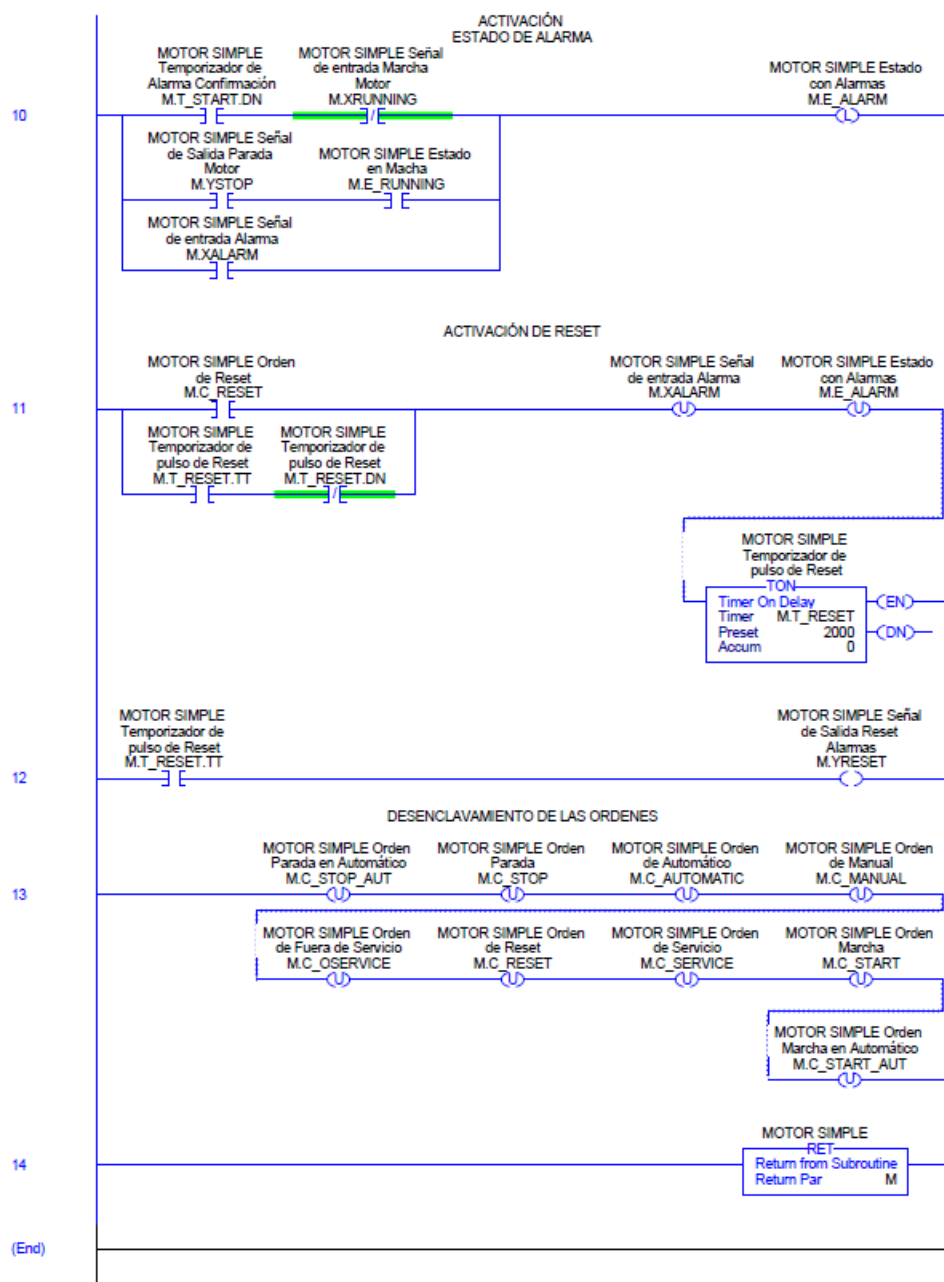 ACTIVACIÓN
ESTADO DE ALARMA
MOTOR SIMPLE
Temporizador de
Alarma Confirmación
M.T_START.DN
MOTOR SIMPLE Señal
de entrada Marcha
Motor
M.XRUNNING
MOTOR SIMPLE Estado
con Alarmas
M.E_ALARM
10
L
MOTOR SIMPLE Señal
de Salida Parada
Motor
M.YSTOP
MOTOR SIMPLE Estado
en Macha
M.E_RUNNING
MOTOR SIMPLE Señal
de entrada Alarma
M.XALARM
ACTIVACIÓN DE RESET
MOTOR SIMPLE Orden
de Reset
M.C_RESET
MOTOR SIMPLE Señal
de entrada Alarma
M.XALARM
MOTOR SIMPLE Estado
con Alarmas
M.E_ALARM
11
U
U
MOTOR SIMPLE
Temporizador de
pulso de Reset
M.T_RESET.TT
MOTOR SIMPLE
Temporizador de
pulso de Reset
M.T_RESET.DN
MOTOR SIMPLE
Temporizador de
pulso de Reset
TON
Timer On Delay
Timer M.T_RESET
Preset 2000
Accum 0
EN
DN
MOTOR SIMPLE
Temporizador de
pulso de Reset
M.T_RESET.TT
MOTOR SIMPLE Señal
de Salida Reset
Alarmas
M.YRESET
12
DESENCLAVAMIENTO DE LAS ORDENES
MOTOR SIMPLE Orden
Parada en Automático
M.C_STOP_AUT
MOTOR SIMPLE Orden
Parada
M.C_STOP
MOTOR SIMPLE Orden
de Automático
M.C_AUTOMATIC
MOTOR SIMPLE Orden
de Manual
M.C_MANUAL
13
U
U
U
U
MOTOR SIMPLE Orden
de Fuera de Servicio
M.C_OSERVICE
MOTOR SIMPLE Orden
de Reset
M.C_RESET
MOTOR SIMPLE Orden
de Servicio
M.C_SERVICE
MOTOR SIMPLE Orden
Marcha
M.C_START
U
U
U
U
MOTOR SIMPLE Orden
Marcha en Automático
M.C_START_AUT
U
MOTOR SIMPLE
RET
14
Return from Subroutine
Return Par M
(End)